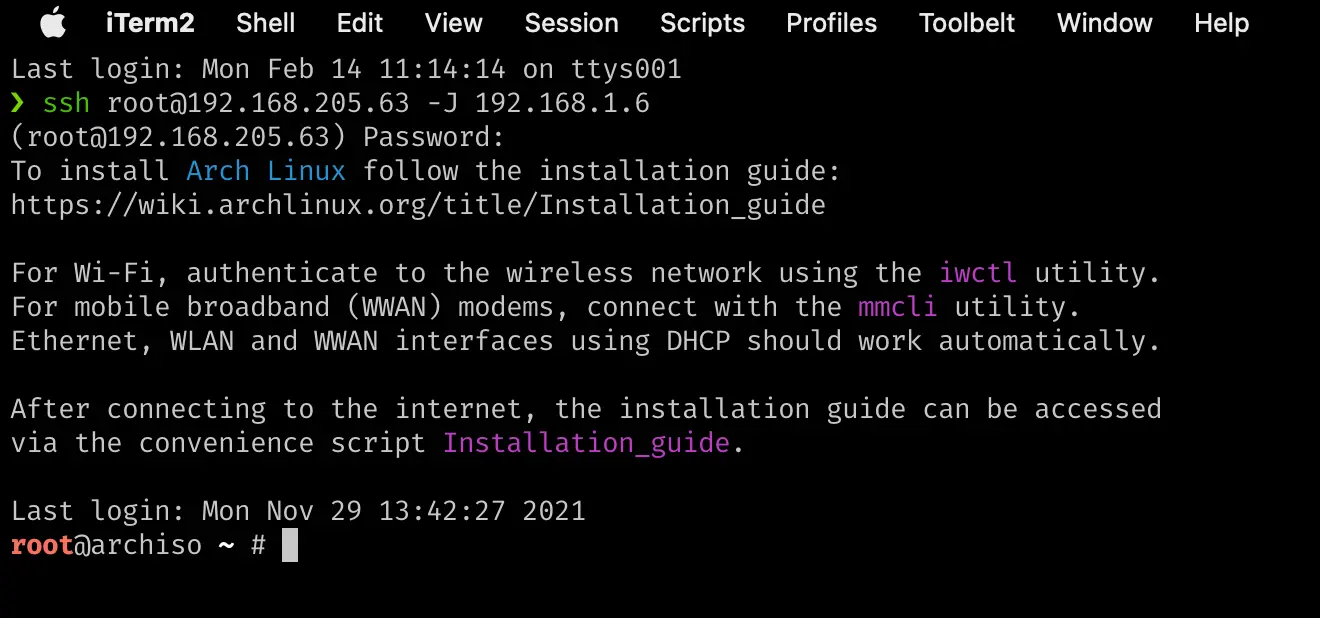 iTerm2 Shell Edit View Session Scripts Profiles Toolbelt Window Help
Last login: Mon Feb 14 11:14:14 on ttys001
❯ ssh root@192.168.205.63 -J 192.168.1.6
(root@192.168.205.63) Password:
To install Arch Linux follow the installation guide:
https://wiki.archlinux.org/title/Installation_guide
For Wi-Fi, authenticate to the wireless network using the iwctl utility.
For mobile broadband (WWAN) modems, connect with the mmcli utility.
Ethernet, WLAN and WWAN interfaces using DHCP should work automatically.
After connecting to the internet, the installation guide can be accessed
via the convenience script Installation_guide.
Last login: Mon Nov 29 13:42:27 2021
root@archiso ~ #